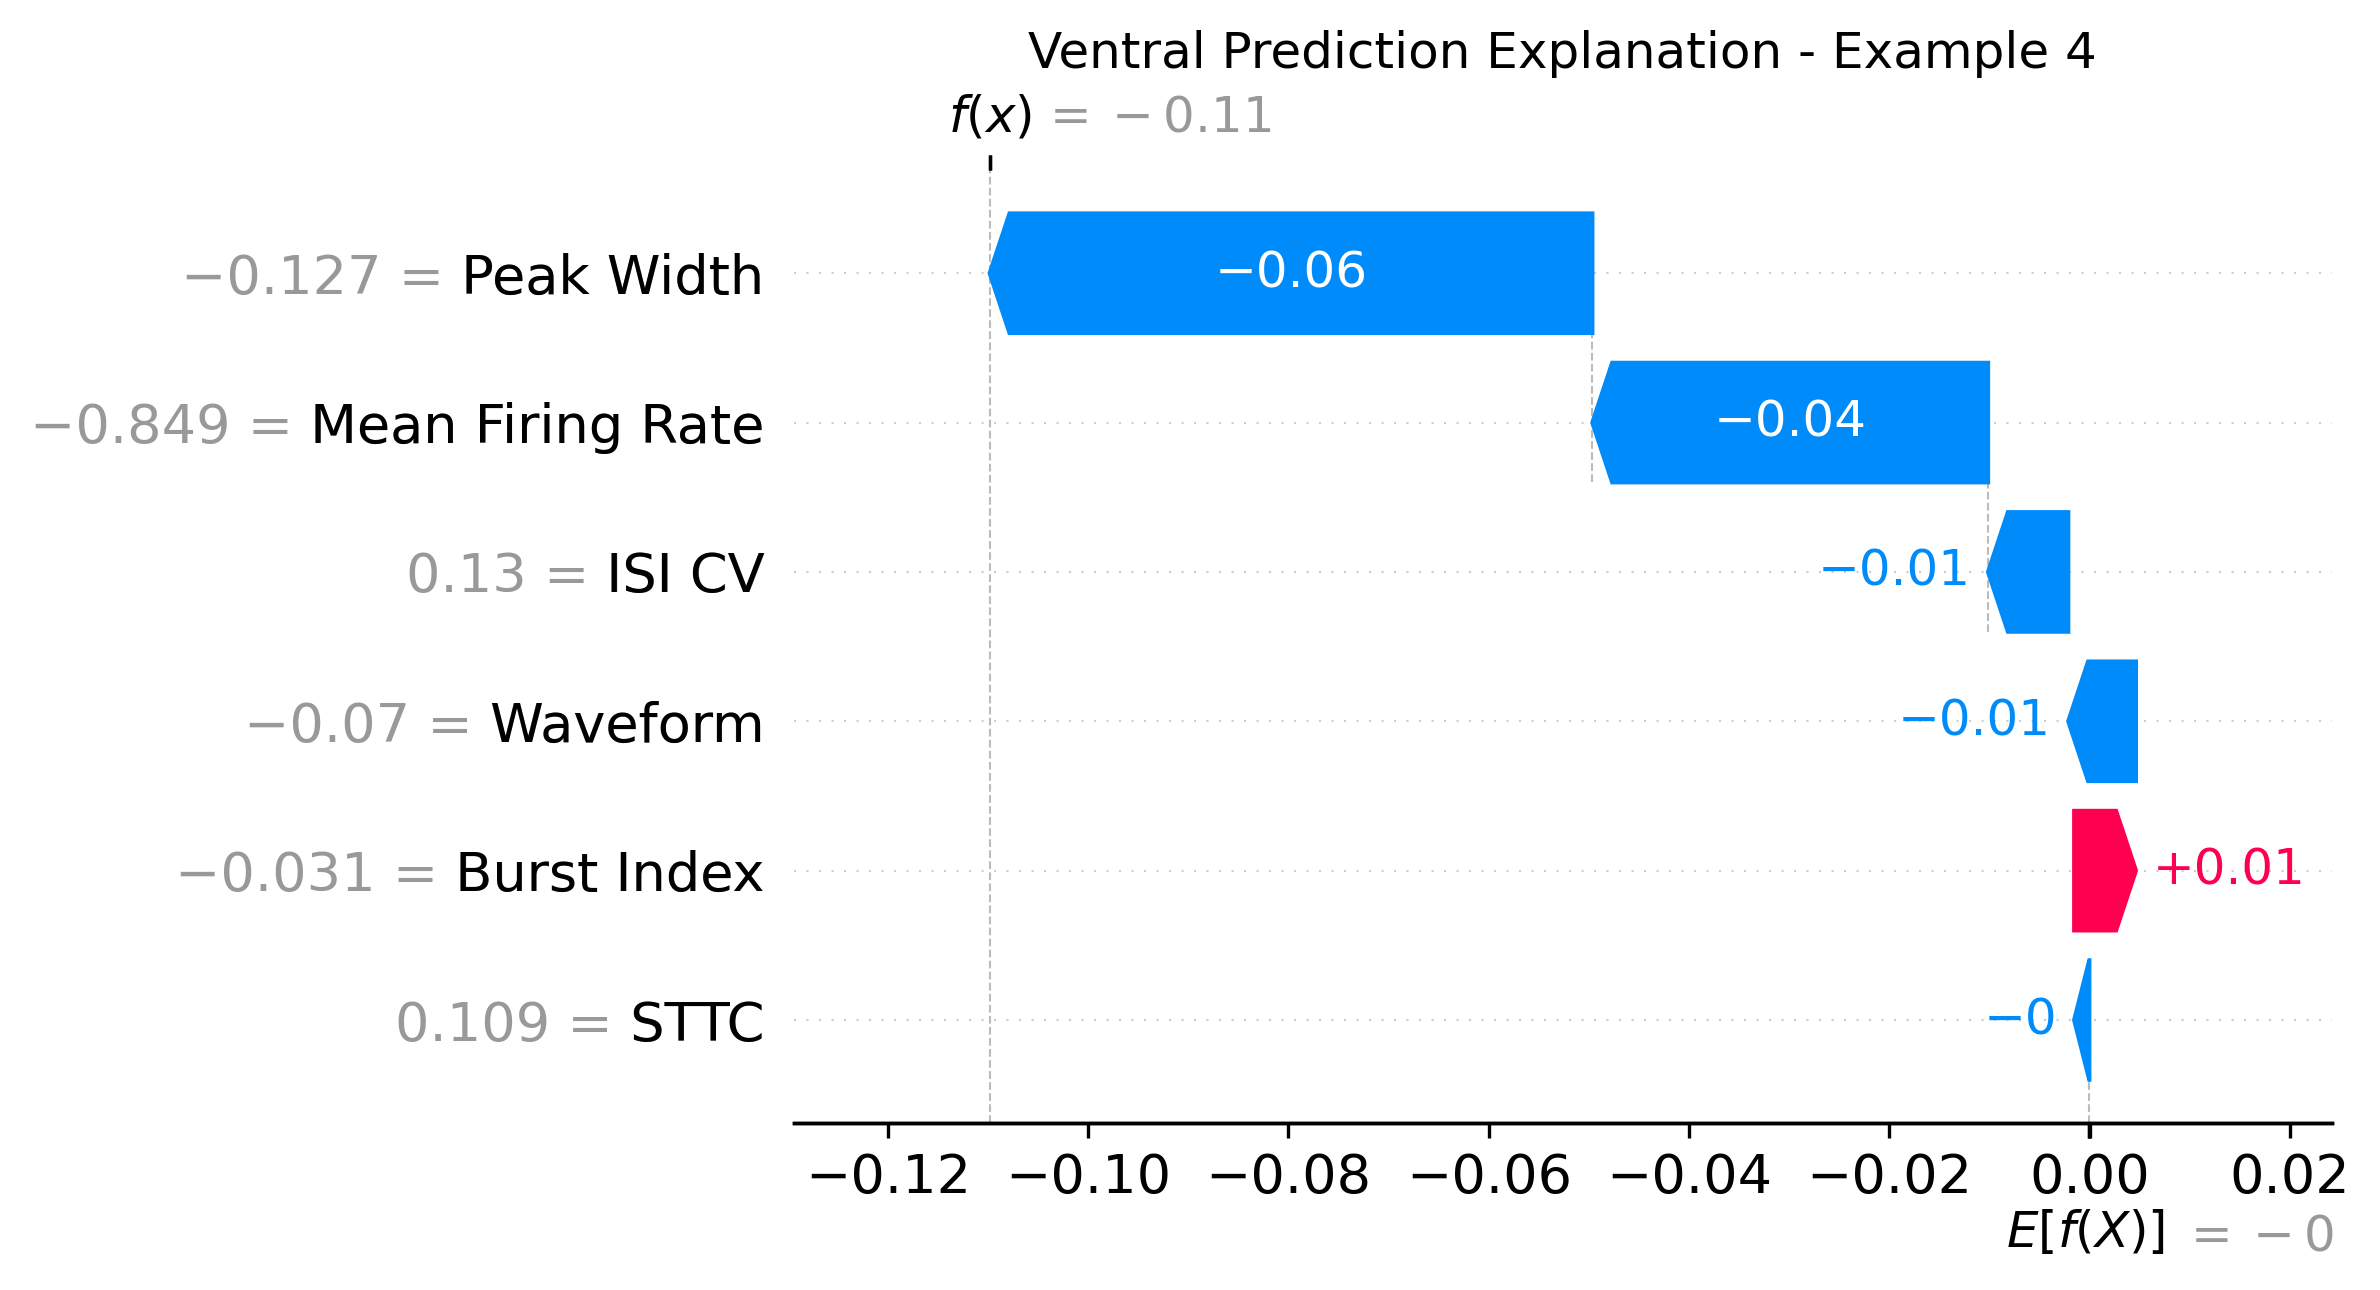 Ventral Prediction Explanation - Example 4
f(x) = −0.11
−0.127 = Peak Width
−0.06
−0.849 = Mean Firing Rate
−0.04
0.13 = ISI CV
−0.01
−0.07 = Waveform
−0.01
−0.031 = Burst Index
+0.01
0.109 = STTC
−0
−0.12 −0.10 −0.08 −0.06 −0.04 −0.02 0.00 0.02
E[f(X)] = −0